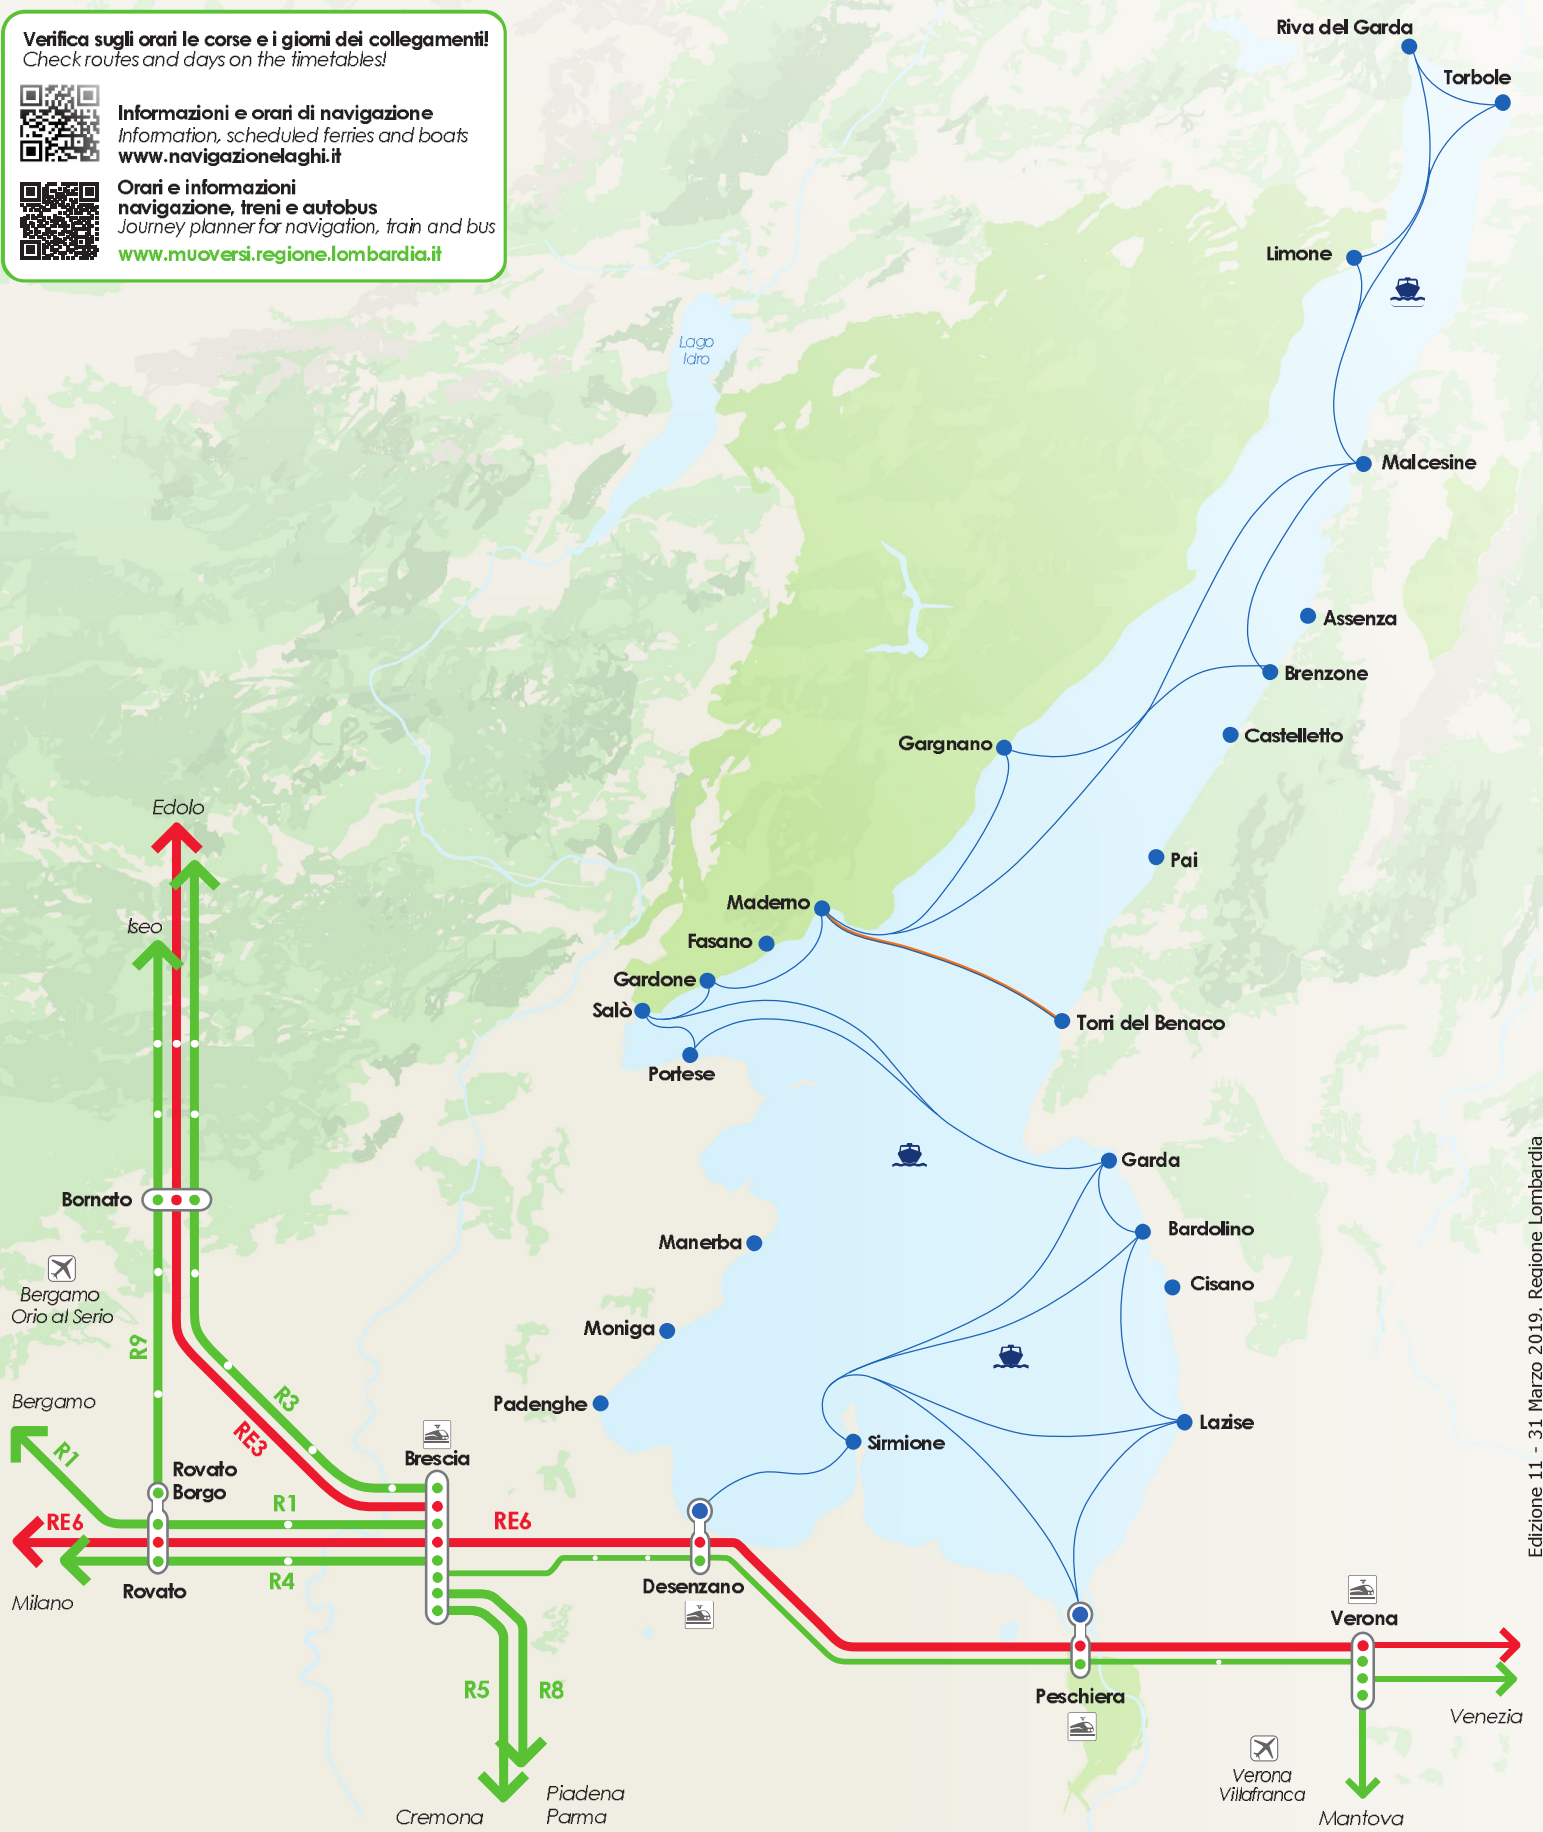 Verifica sugli orari le corse e i giorni dei collegamenti!
Check routes and days on the timetables!
Informazioni e orari di navigazione
Information, scheduled ferries and boats
www.navigazionelaghi.it
Orari e informazioni
navigazione, treni e autobus
Journey planner for navigation, train and bus
www.muoversi.regione.lombardia.it
Riva del Garda
Torbole
Limone
Lago
Idro
Malcesine
Assenza
Brenzone
Castelletto
Gargnano
Edolo
Pai
Maderno
Iseo
Fasano
Gardone
Salò
Torri del Benaco
Portese
Garda
Bornato
Bardolino
Manerba
Cisano
Bergamo
Orio al Serio
Moniga
R9
R3
Bergamo
Padenghe
Lazise
RE3
Sirmione
R1
Brescia
Rovato
Borgo
R1
RE6
RE6
R4
Desenzano
Rovato
Milano
Verona
R5
R8
Peschiera
Venezia
Verona
Villafranca
Piadena
Parma
Cremona
Mantova
Edizione 11 - 31 Marzo 2019. Regione Lombardia